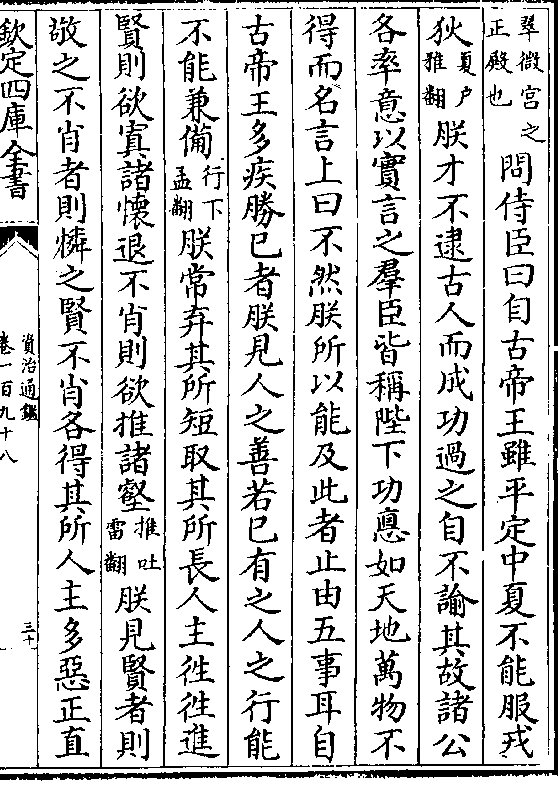 翠微宫之
正殿也
問侍臣曰自古帝王雖平定中夏不能服戎
狄
夏户
雅翻
朕才不逮古人而成功過之自不諭其故諸公
各率意以實言之羣臣皆稱陛下功悳如天地萬物不
得而名言上曰不然朕所以能及此者止由五事耳自
古帝王多疾勝已者朕見人之善若已有之人之行能
不能兼備
行下
孟翻
朕常弃其所短取其所長人主徃徃進
賢則欲寘諸懐退不肖則欲推諸壑
推吐
雷翻
朕見賢者則
敬之不肖者則憐之賢不肖各得其所人主多惡正直
欽定四庫全書
資治通鑑
卷一百九十八
三十